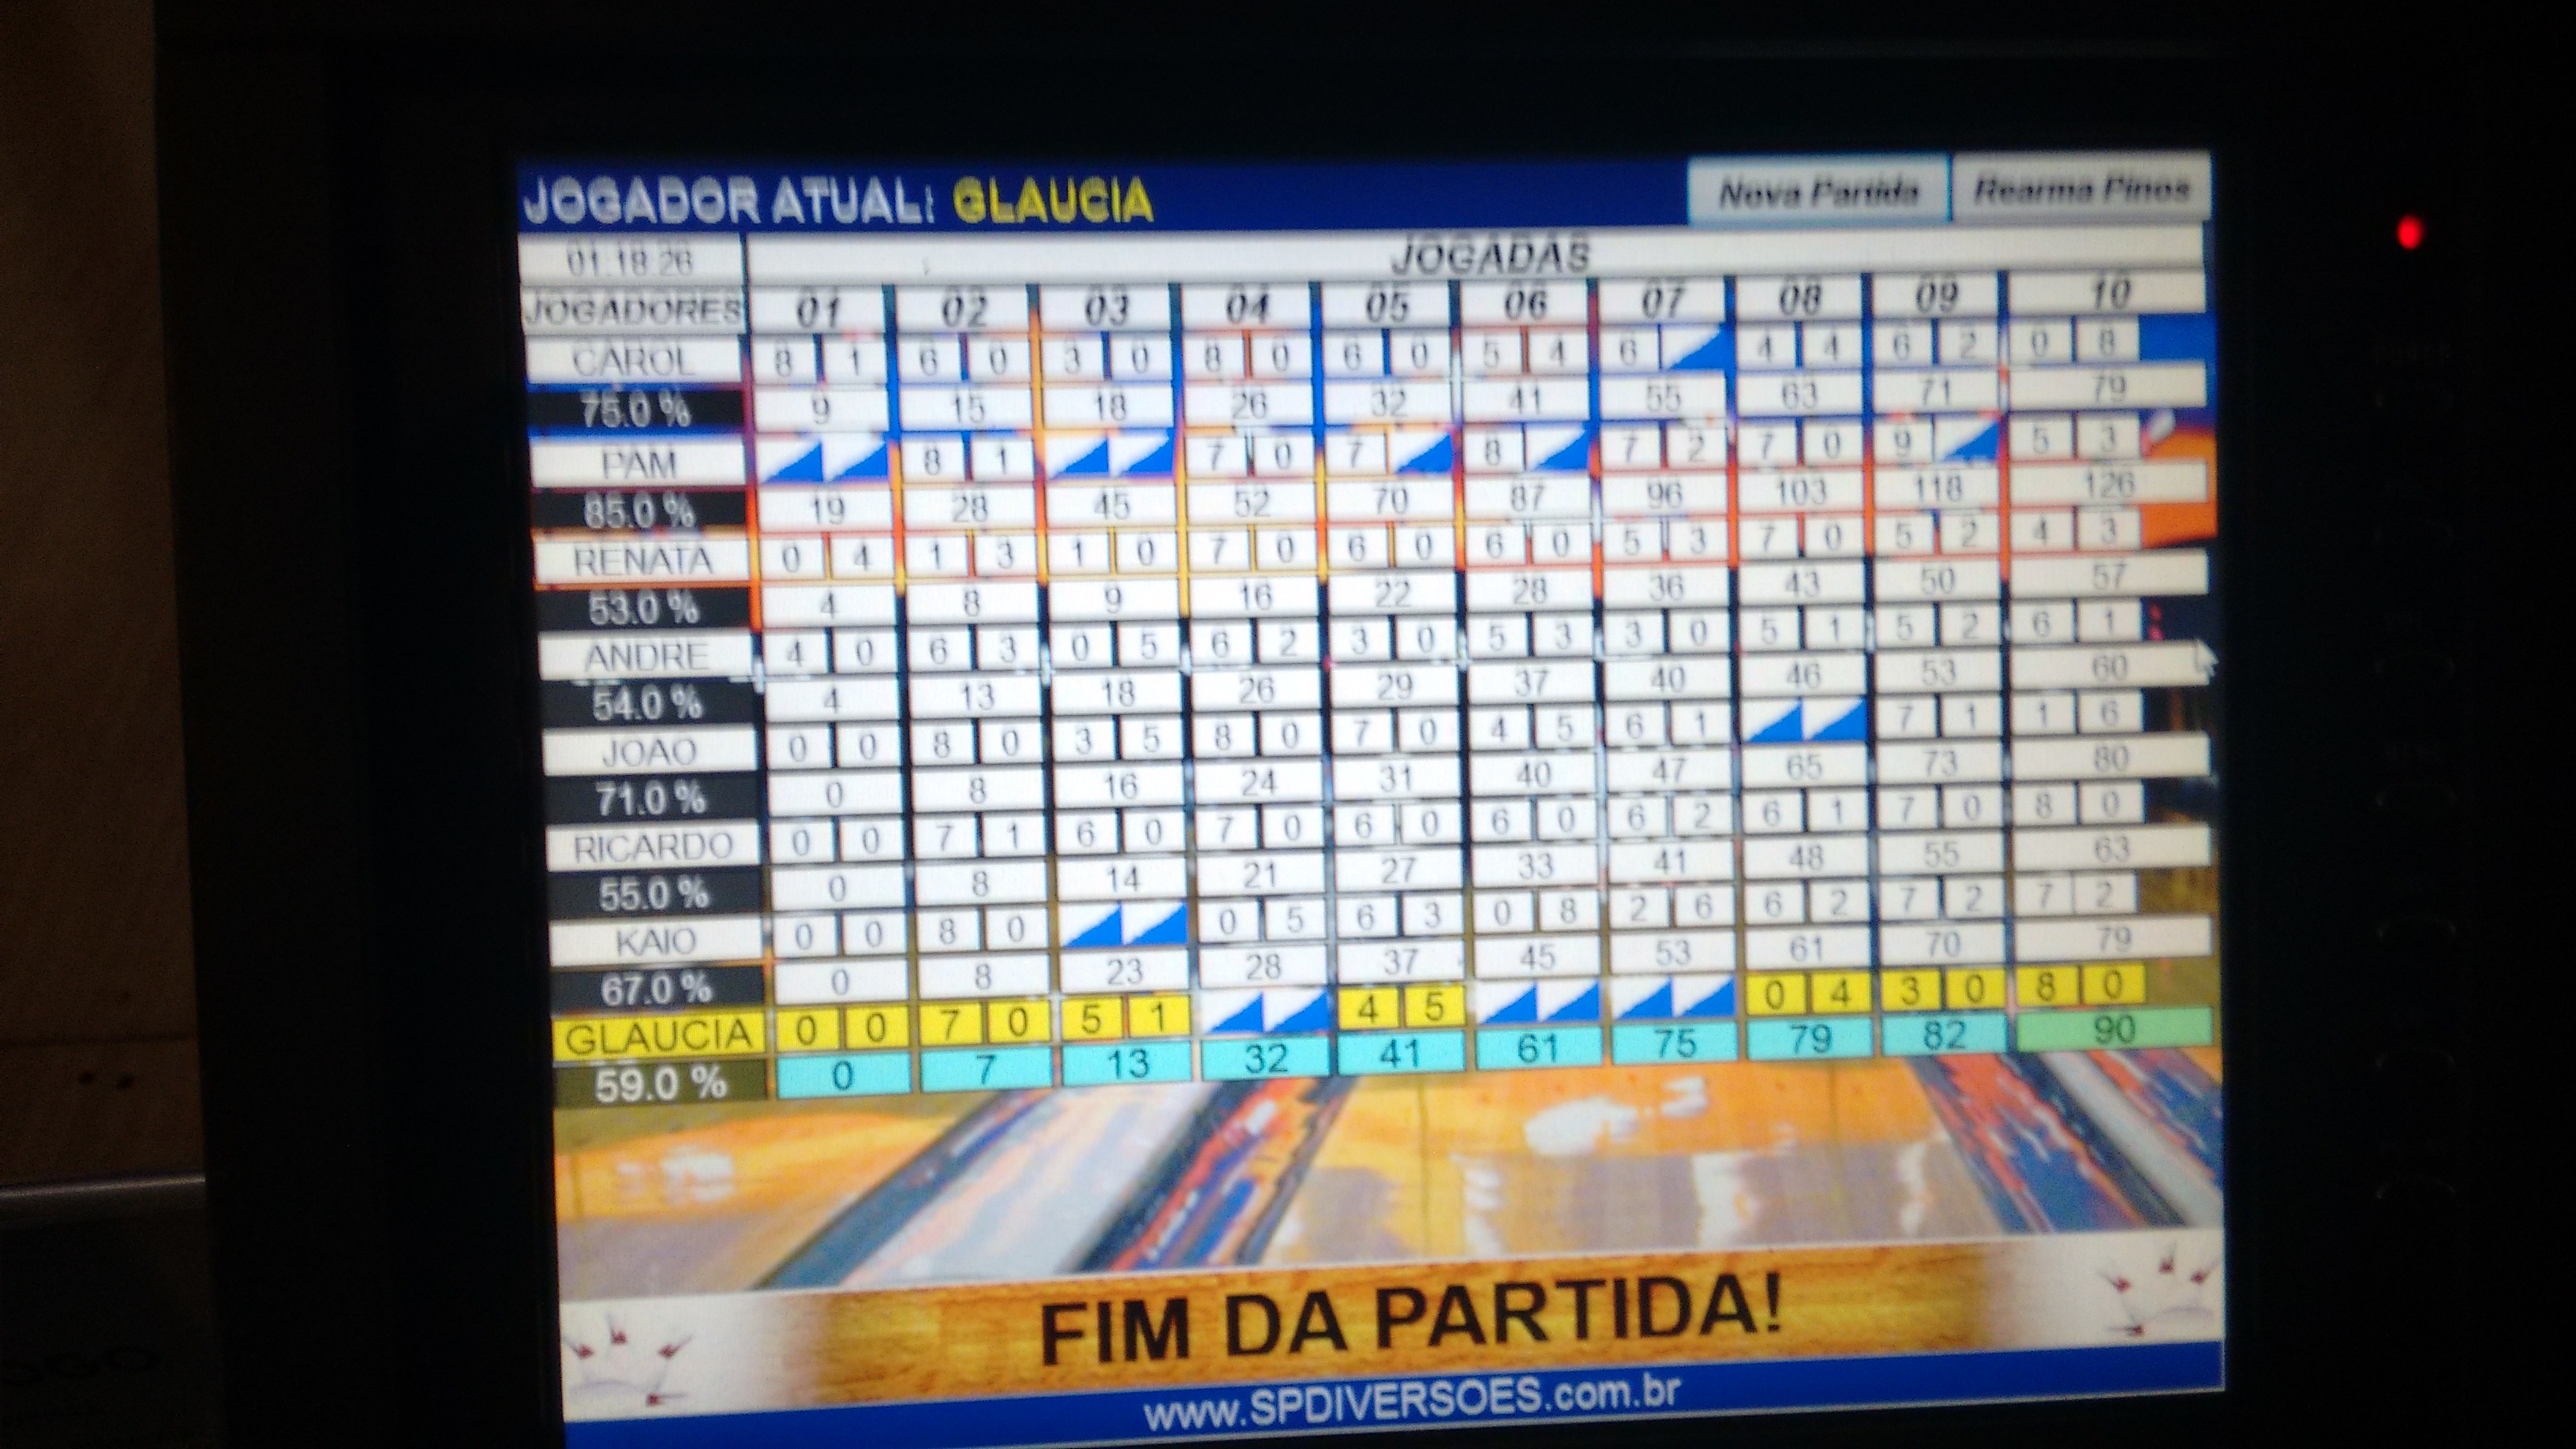 JOGADOR ATUAL: GLAUCIA Nova Partida Rearma Pinos
01:18:26 JOGADAS
JOGADORES 01 02 03 04 05 06 07 08 09 10
CAROL 8 1 6 0 3 0 8 0 6 0 5 4 6 4 4 6 2 0 8
75.0 % 9 15 18 26 32 41 55 63 71 79
PAM 8 1 7 0 7 8 7 2 7 0 9 5 3
85.0 % 19 28 45 52 70 87 96 103 118 126
RENATA 0 4 1 3 1 0 7 0 6 0 6 0 5 3 7 0 5 2 4 3
53.0 % 4 8 9 16 22 28 36 43 50 57
ANDRE 4 0 6 3 0 5 6 2 3 0 5 3 3 0 5 1 5 2 6 1
54.0 % 4 13 18 26 29 37 40 46 53 60
JOAO 0 0 8 0 3 5 8 0 7 0 4 5 6 1 7 1 1 6
71.0 % 0 8 16 24 31 40 47 65 73 80
RICARDO 0 0 7 1 6 0 7 0 6 0 6 0 6 2 6 1 7 0 8 0
55.0 % 0 8 14 21 27 33 41 48 55 63
KAIO 0 0 8 0 0 5 6 3 0 8 2 6 6 2 7 2 7 2
67.0 % 0 8 23 28 37 45 53 61 70 79
GLAUCIA 0 0 7 0 5 1 4 5 0 4 3 0 8 0
59.0 % 0 7 13 32 41 61 75 79 82 90
FIM DA PARTIDA!
www.SPDIVERSOES.com.br